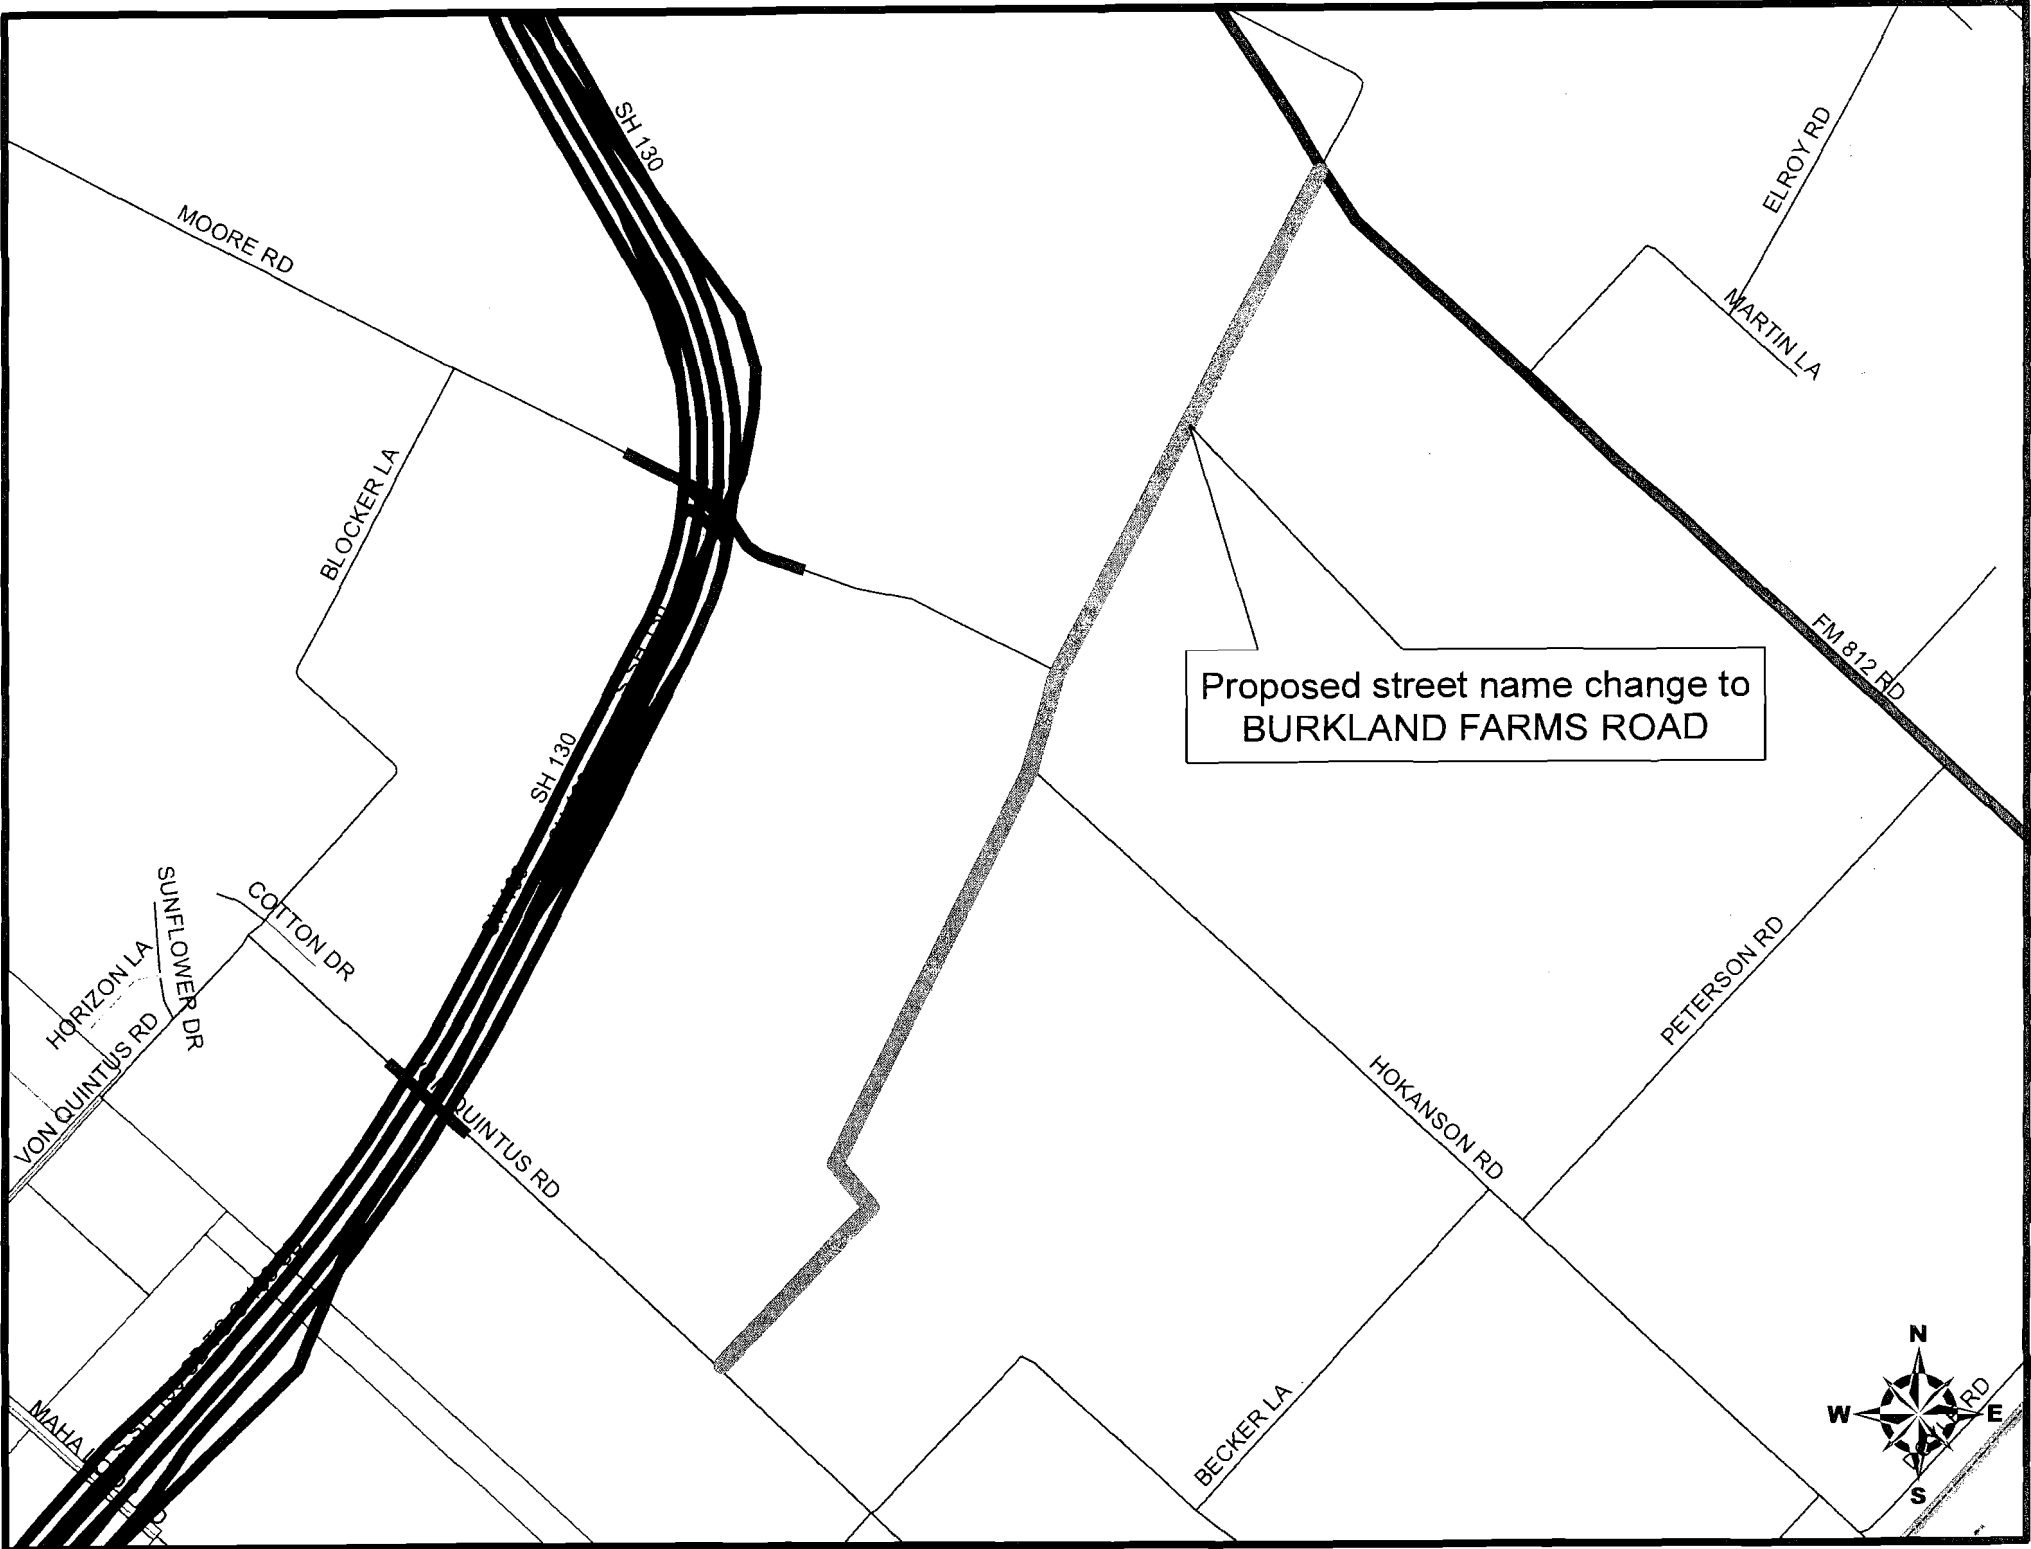 SH 130
ELROY RD
MOORE RD
MARTIN LA
BLOCKER LA
FM 812 RD
Proposed street name change to
BURKLAND FARMS ROAD
SH 130
SUNFLOWER DR
COTTON DR
HORIZON LA
VON QUINTUS RD
PETERSON RD
HOKANSON RD
QUINTUS RD
BECKER LA
MAHA
RD
N
W
E
S